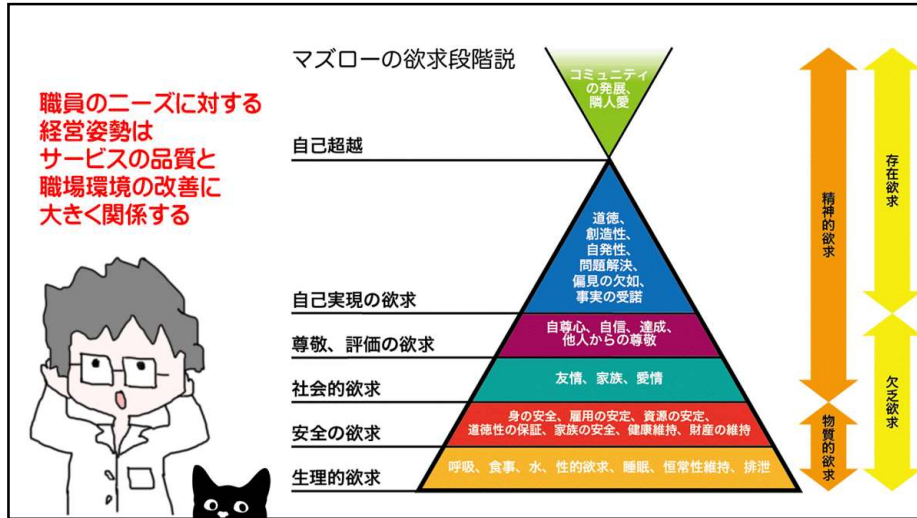 マズローの欲求段階説
職員のニーズに対する
経営姿勢は
サービスの品質と
職場環境の改善に
大きく関係する
コミュニティ
の発展、
隣人愛
自己超越
道徳、
創造性、
自発性、
問題解決、
偏見の欠如、
事実の受諾
自己実現の欲求
自尊心、自信、達成、
他人からの尊敬
尊敬、評価の欲求
友情、家族、愛情
社会的欲求
身の安全、雇用の安定、資源の安定、
道徳性の保証、家族の安全、健康維持、財産の維持
安全の欲求
呼吸、食事、水、性的欲求、睡眠、恒常性維持、排泄
生理的欲求
精神的欲求
物質的欲求
存在欲求
欠乏欲求